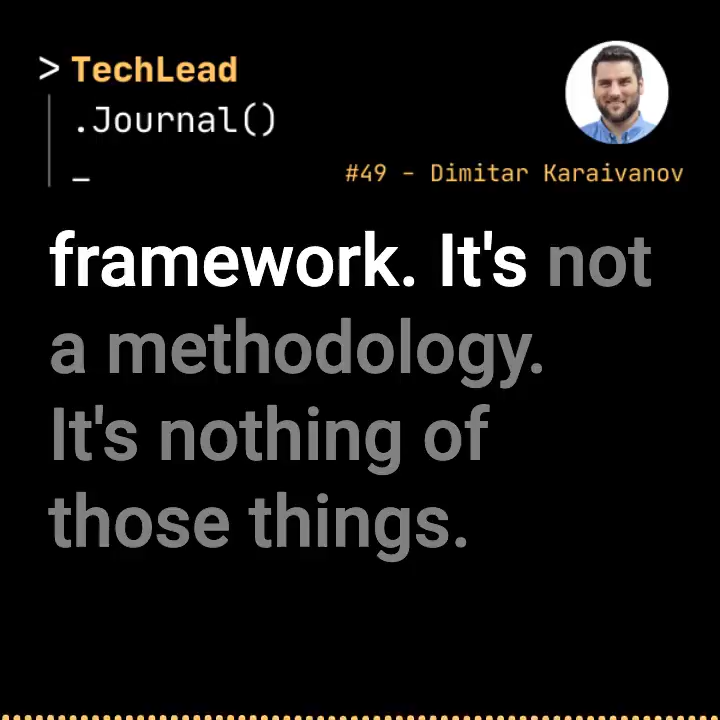 > TechLead
.Journal()
_
#49 - Dimitar Karaivanov
framework. It's not
a methodology.
It's nothing of
those things.